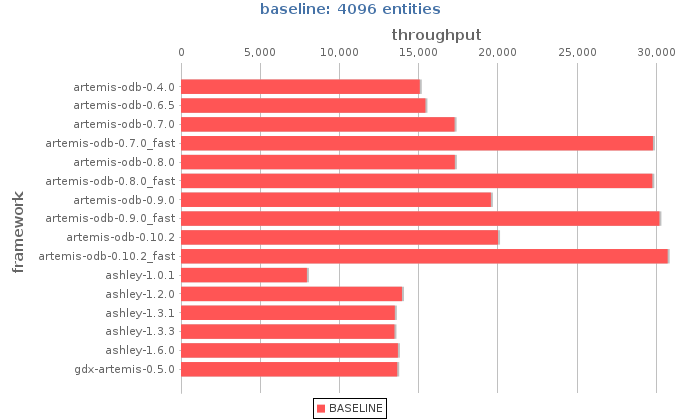 baseline: 4096 entities
throughput
0 5,000 10,000 15,000 20,000 25,000 30,000
framework
artemis-odb-0.4.0
artemis-odb-0.6.5
artemis-odb-0.7.0
artemis-odb-0.7.0_fast
artemis-odb-0.8.0
artemis-odb-0.8.0_fast
artemis-odb-0.9.0
artemis-odb-0.9.0_fast
artemis-odb-0.10.2
artemis-odb-0.10.2_fast
ashley-1.0.1
ashley-1.2.0
ashley-1.3.1
ashley-1.3.3
ashley-1.6.0
gdx-artemis-0.5.0
BASELINE